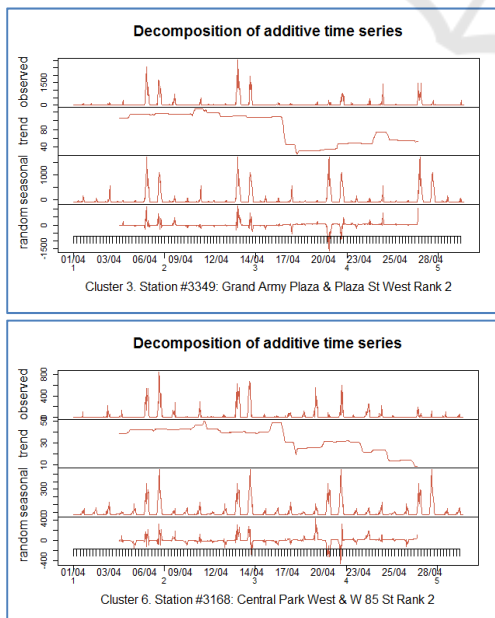 Decomposition of additive time series
observed
0 1500
trend
40 80
seasonal
0 1000
random
-1500 0
01/04 03/04 06/04 09/04 12/04 14/04 17/04 20/04 22/04 25/04 28/04
1 2 3 4 5
Cluster 3. Station #3349: Grand Army Plaza & Plaza St West Rank 2
Decomposition of additive time series
observed
400 800
trend
10 30 50
seasonal
300
random
-400 0 400
01/04 03/04 06/04 09/04 12/04 14/04 17/04 20/04 22/04 25/04 28/04
1 2 3 4 5
Cluster 6. Station #3168: Central Park West & W 85 St Rank 2